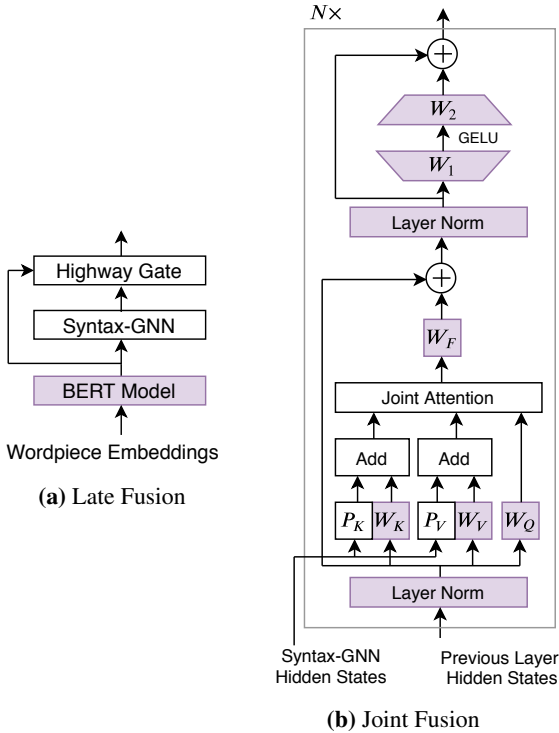 Highway Gate
Syntax-GNN
BERT Model
Wordpiece Embeddings
(a) Late Fusion
N×
+
W2
GELU
W1
Layer Norm
+
WF
Joint Attention
Add Add
PK WK PV WV WQ
Layer Norm
Syntax-GNN Previous Layer
Hidden States Hidden States
(b) Joint Fusion